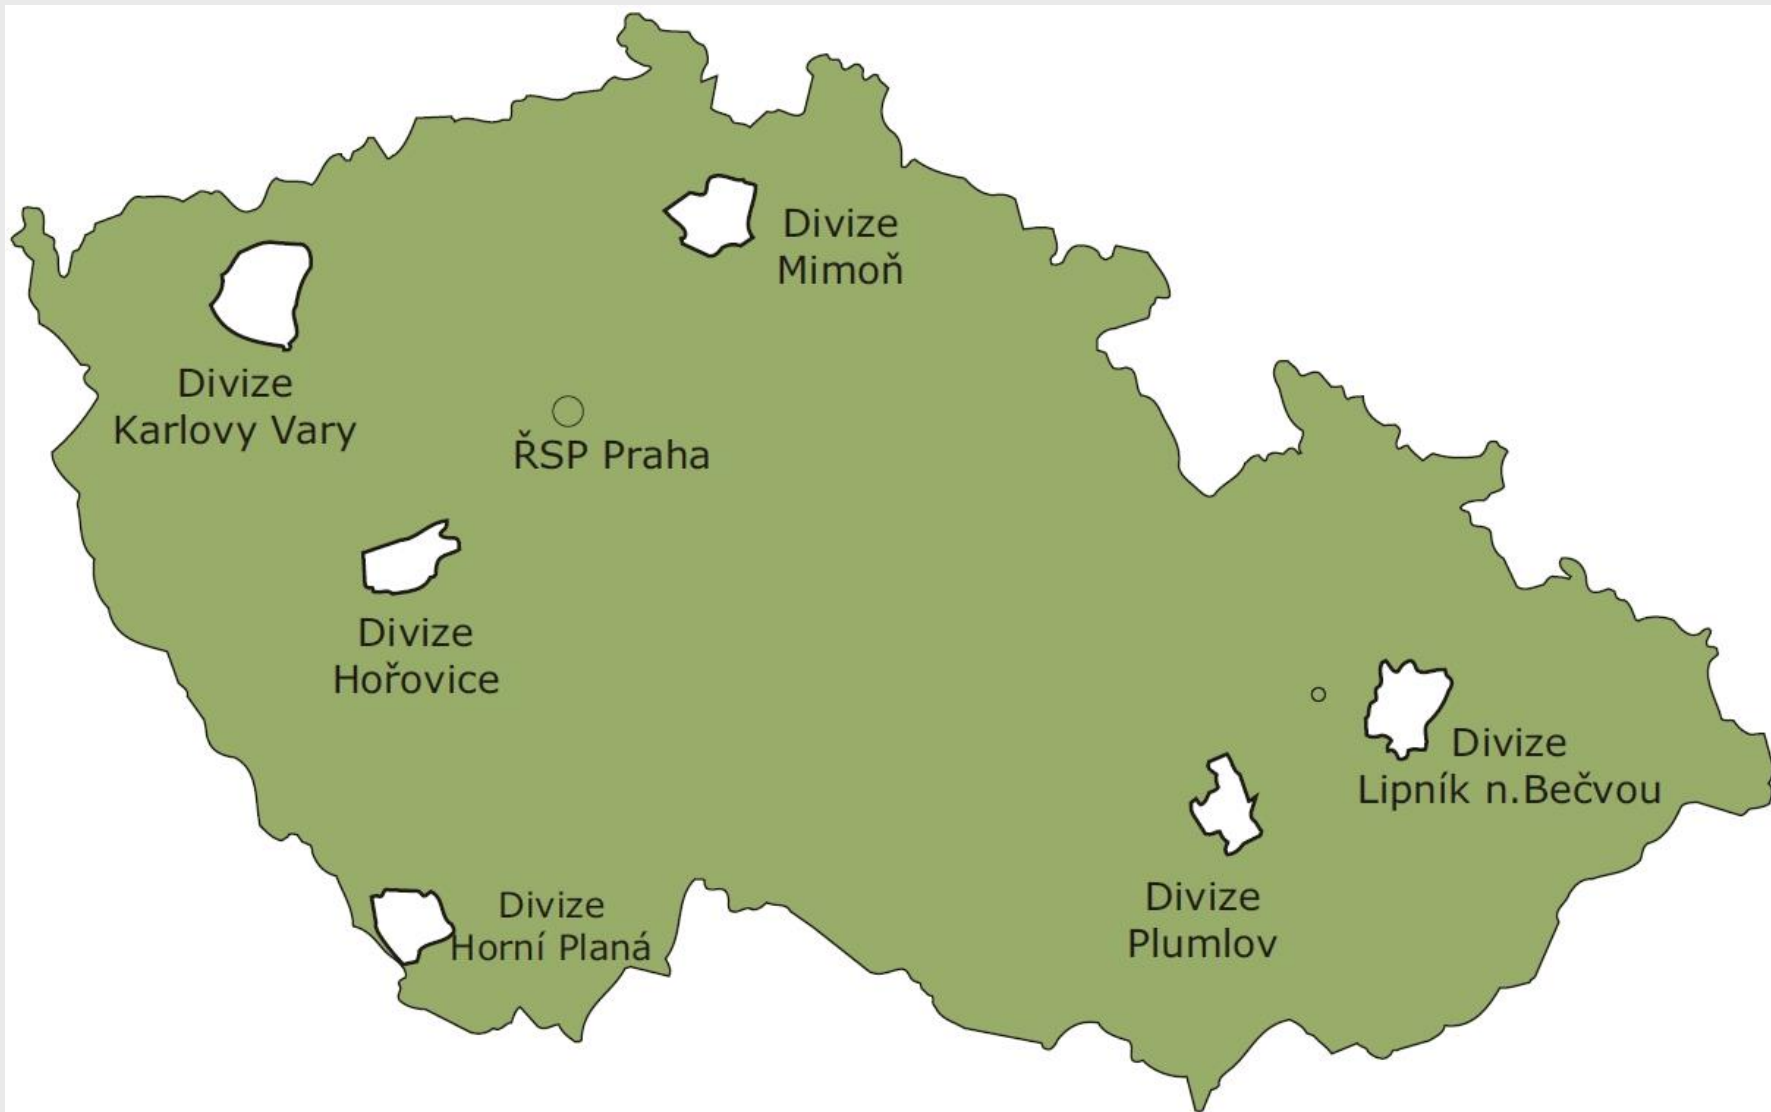 Divize
Mimoň
Divize
Karlovy Vary
ŘSP Praha
Divize
Hořovice
Divize
Lipník n.Bečvou
Divize
Plumlov
Divize
Horní Planá